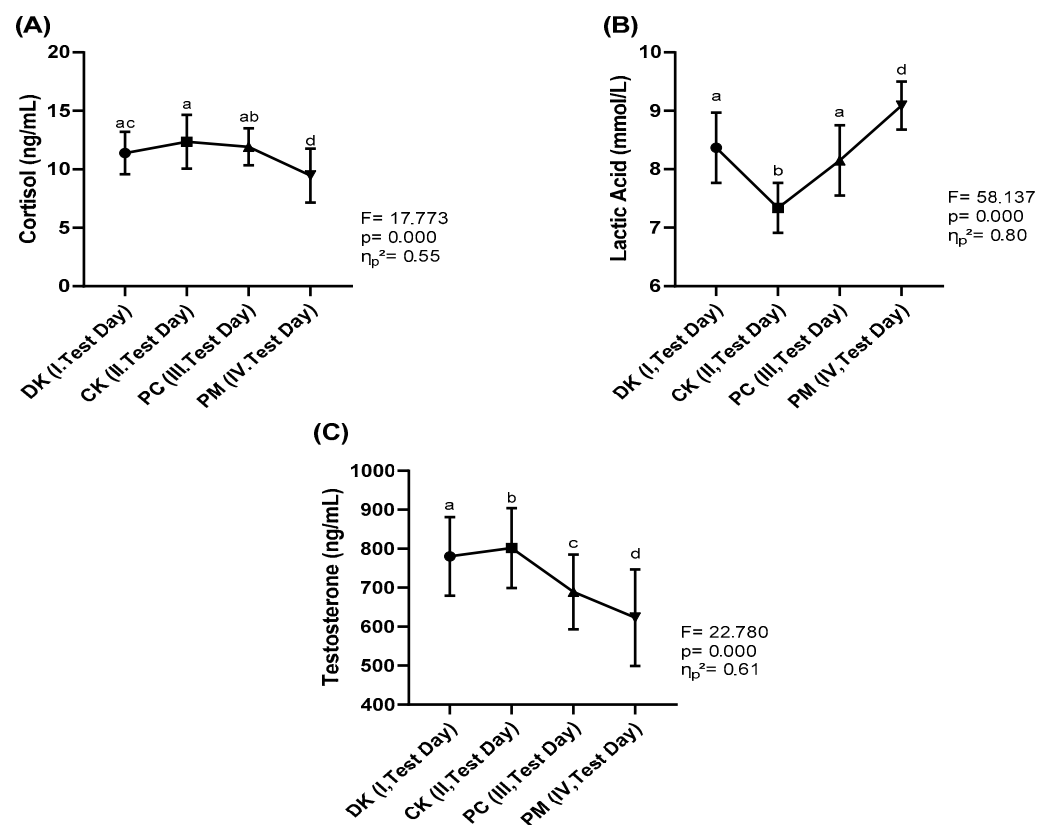 (A)
20
15
10
5
0
Cortisol (ng/mL)
ac
a
ab
d
F= 17.773
p= 0.000
ηp²= 0.55
DK (I.Test Day)
CK (II.Test Day)
PC (III.Test Day)
PM (IV.Test Day)
(B)
10
9
8
7
6
Lactic Acid (mmol/L)
a
b
a
d
F= 58.137
p= 0.000
ηp²= 0.80
DK (I,Test Day)
CK (II,Test Day)
PC (III,Test Day)
PM (IV,Test Day)
(C)
1000
900
800
700
600
500
400
Testosterone (ng/mL)
a
b
c
d
F= 22.780
p= 0.000
ηp²= 0.61
DK (I,Test Day)
CK (II,Test Day)
PC (III,Test Day)
PM (IV,Test Day)